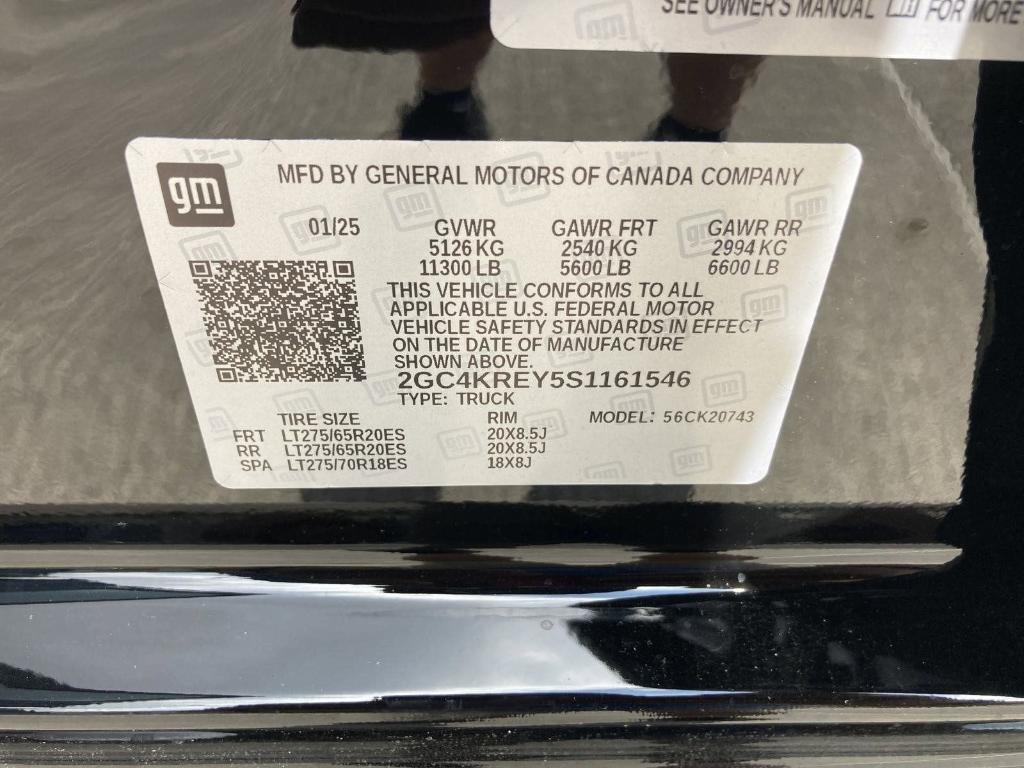 SEE OWNER'S MANUAL FOR MORE
gm
MFD BY GENERAL MOTORS OF CANADA COMPANY
01/25 GVWR GAWR FRT GAWR RR
5126 KG 2540 KG 2994 KG
11300 LB 5600 LB 6600 LB
THIS VEHICLE CONFORMS TO ALL
APPLICABLE U.S. FEDERAL MOTOR
VEHICLE SAFETY STANDARDS IN EFFECT
ON THE DATE OF MANUFACTURE
SHOWN ABOVE.
2GC4KREY5S1161546
TYPE: TRUCK
TIRE SIZE RIM MODEL: 56CK20743
FRT LT275/65R20ES 20X8.5J
RR LT275/65R20ES 20X8.5J
SPA LT275/70R18ES 18X8J